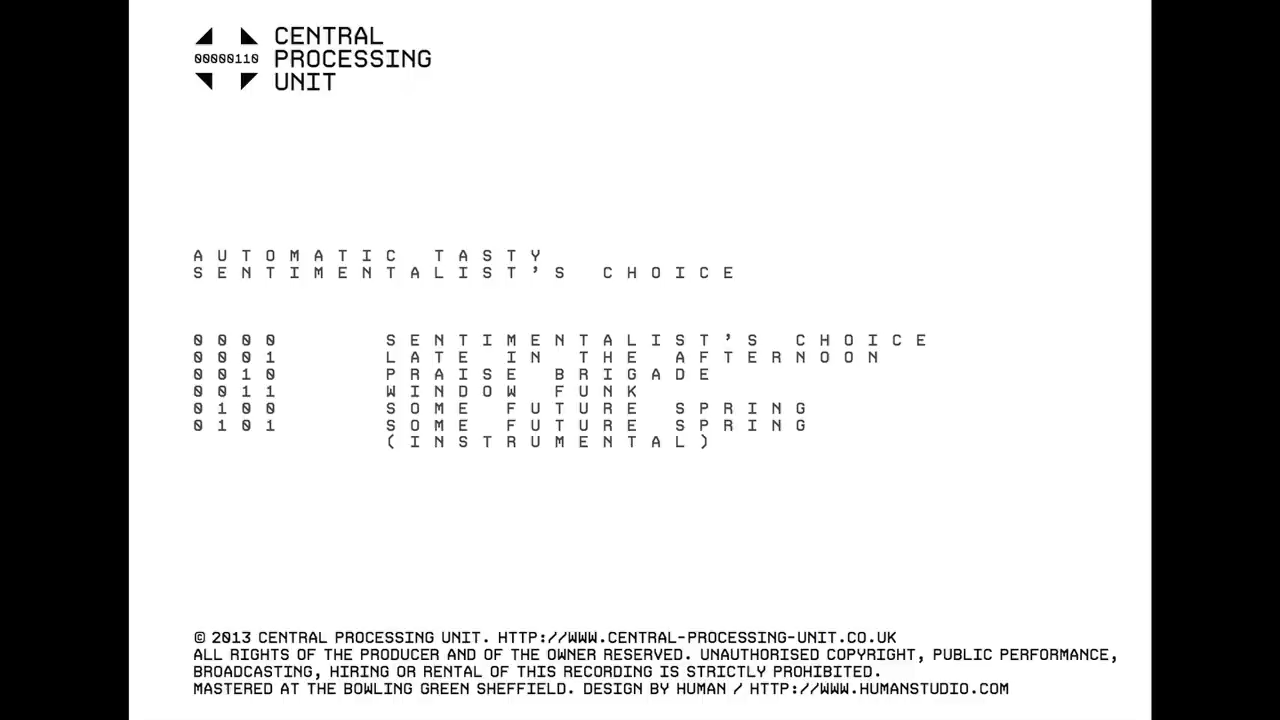 CENTRAL
00000110 PROCESSING
UNIT
AUTOMATIC TASTY
SENTIMENTALIST'S CHOICE
0000 SENTIMENTALIST'S CHOICE
0001 LATE IN THE AFTERNOON
0010 PRAISE BRIGADE
0011 WINDOW FUNK
0100 SOME FUTURE SPRING
0101 SOME FUTURE SPRING
(INSTRUMENTAL)
© 2013 CENTRAL PROCESSING UNIT. HTTP://WWW.CENTRAL-PROCESSING-UNIT.CO.UK
ALL RIGHTS OF THE PRODUCER AND OF THE OWNER RESERVED. UNAUTHORISED COPYRIGHT, PUBLIC PERFORMANCE,
BROADCASTING, HIRING OR RENTAL OF THIS RECORDING IS STRICTLY PROHIBITED.
MASTERED AT THE BOWLING GREEN SHEFFIELD. DESIGN BY HUMAN / HTTP://WWW.HUMANSTUDIO.COM